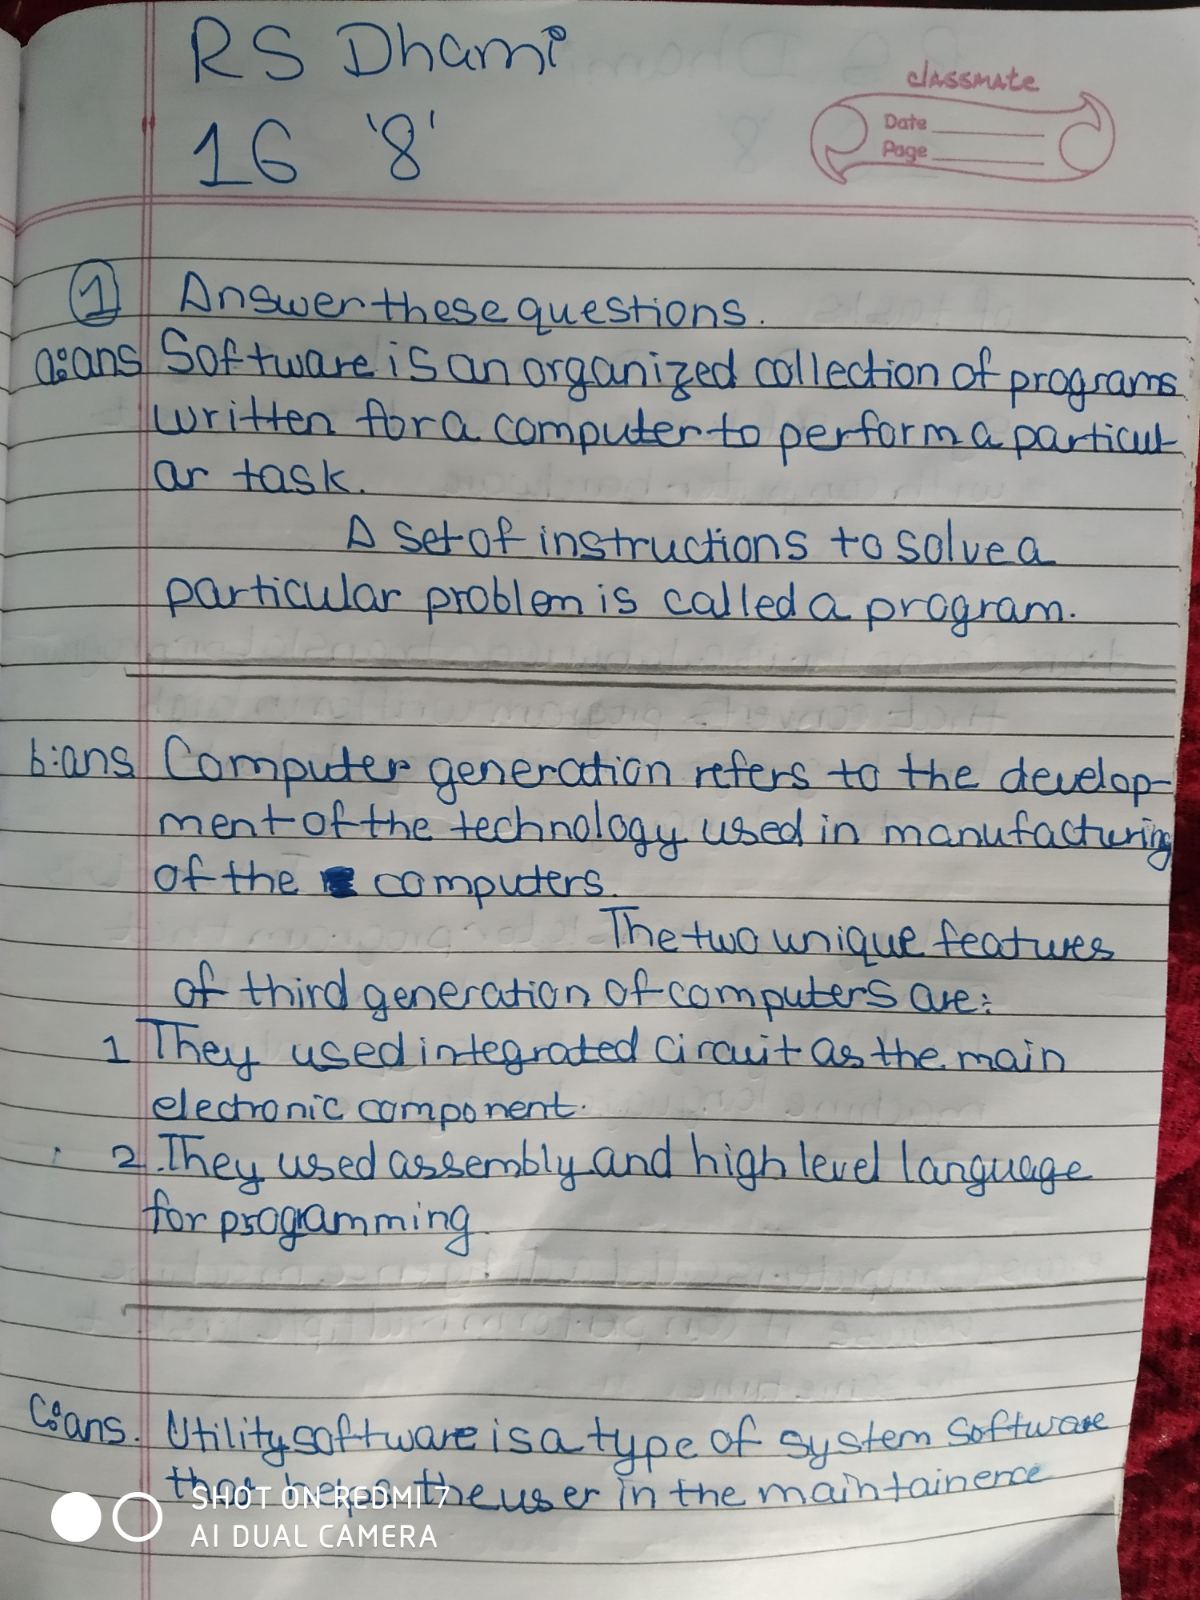 RS Dhami
16 '8'
classmate
Date
Page
1 Answer these questions.
a:ans Software is an organized collection of programs
written for a computer to perform a particul
ar task.
A set of instructions to solve a
particular problem is called a program.
b:ans Computer generation refers to the develop-
ment of the technology used in manufacturing
of the computers.
The two unique features
of third generation of computers are:
1 They used integrated circuit as the main
electronic component.
2. They used assembly and high level language
for progamming
C:ans. Utility software is a type of system software
that helps the user in the maintainence
SHOT ON REDMI 7
AI DUAL CAMERA